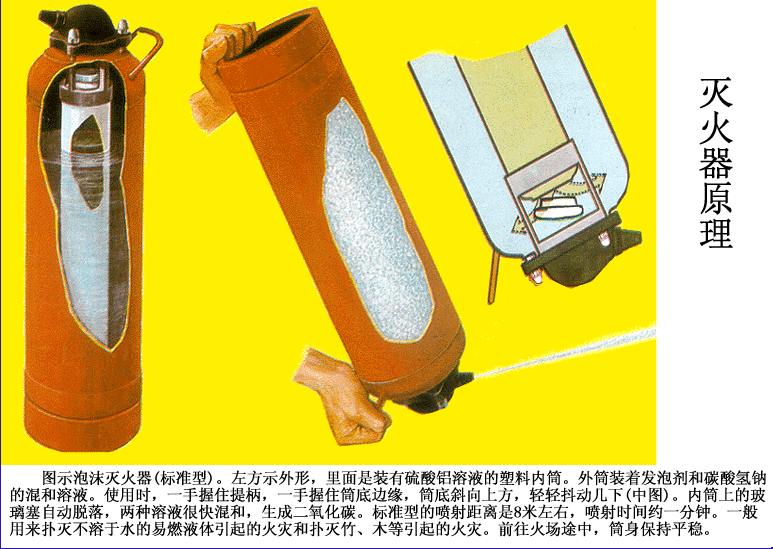 灭火器原理
图示泡沫灭火器(标准型)。左方示外形，里面是装有硫酸铝溶液的塑料内筒。外筒装着发泡剂和碳酸氢钠
的混和溶液。使用时，一手握住提柄，一手握住筒底边缘，筒底斜向上方，轻轻抖动几下(中图)。内筒上的玻
璃塞自动脱落，两种溶液很快混和，生成二氧化碳。标准型的喷射距离是8米左右，喷射时间约一分钟。一般
用来扑灭不溶于水的易燃液体引起的火灾和扑灭竹、木等引起的火灾。前往火场途中，筒身保持平稳。